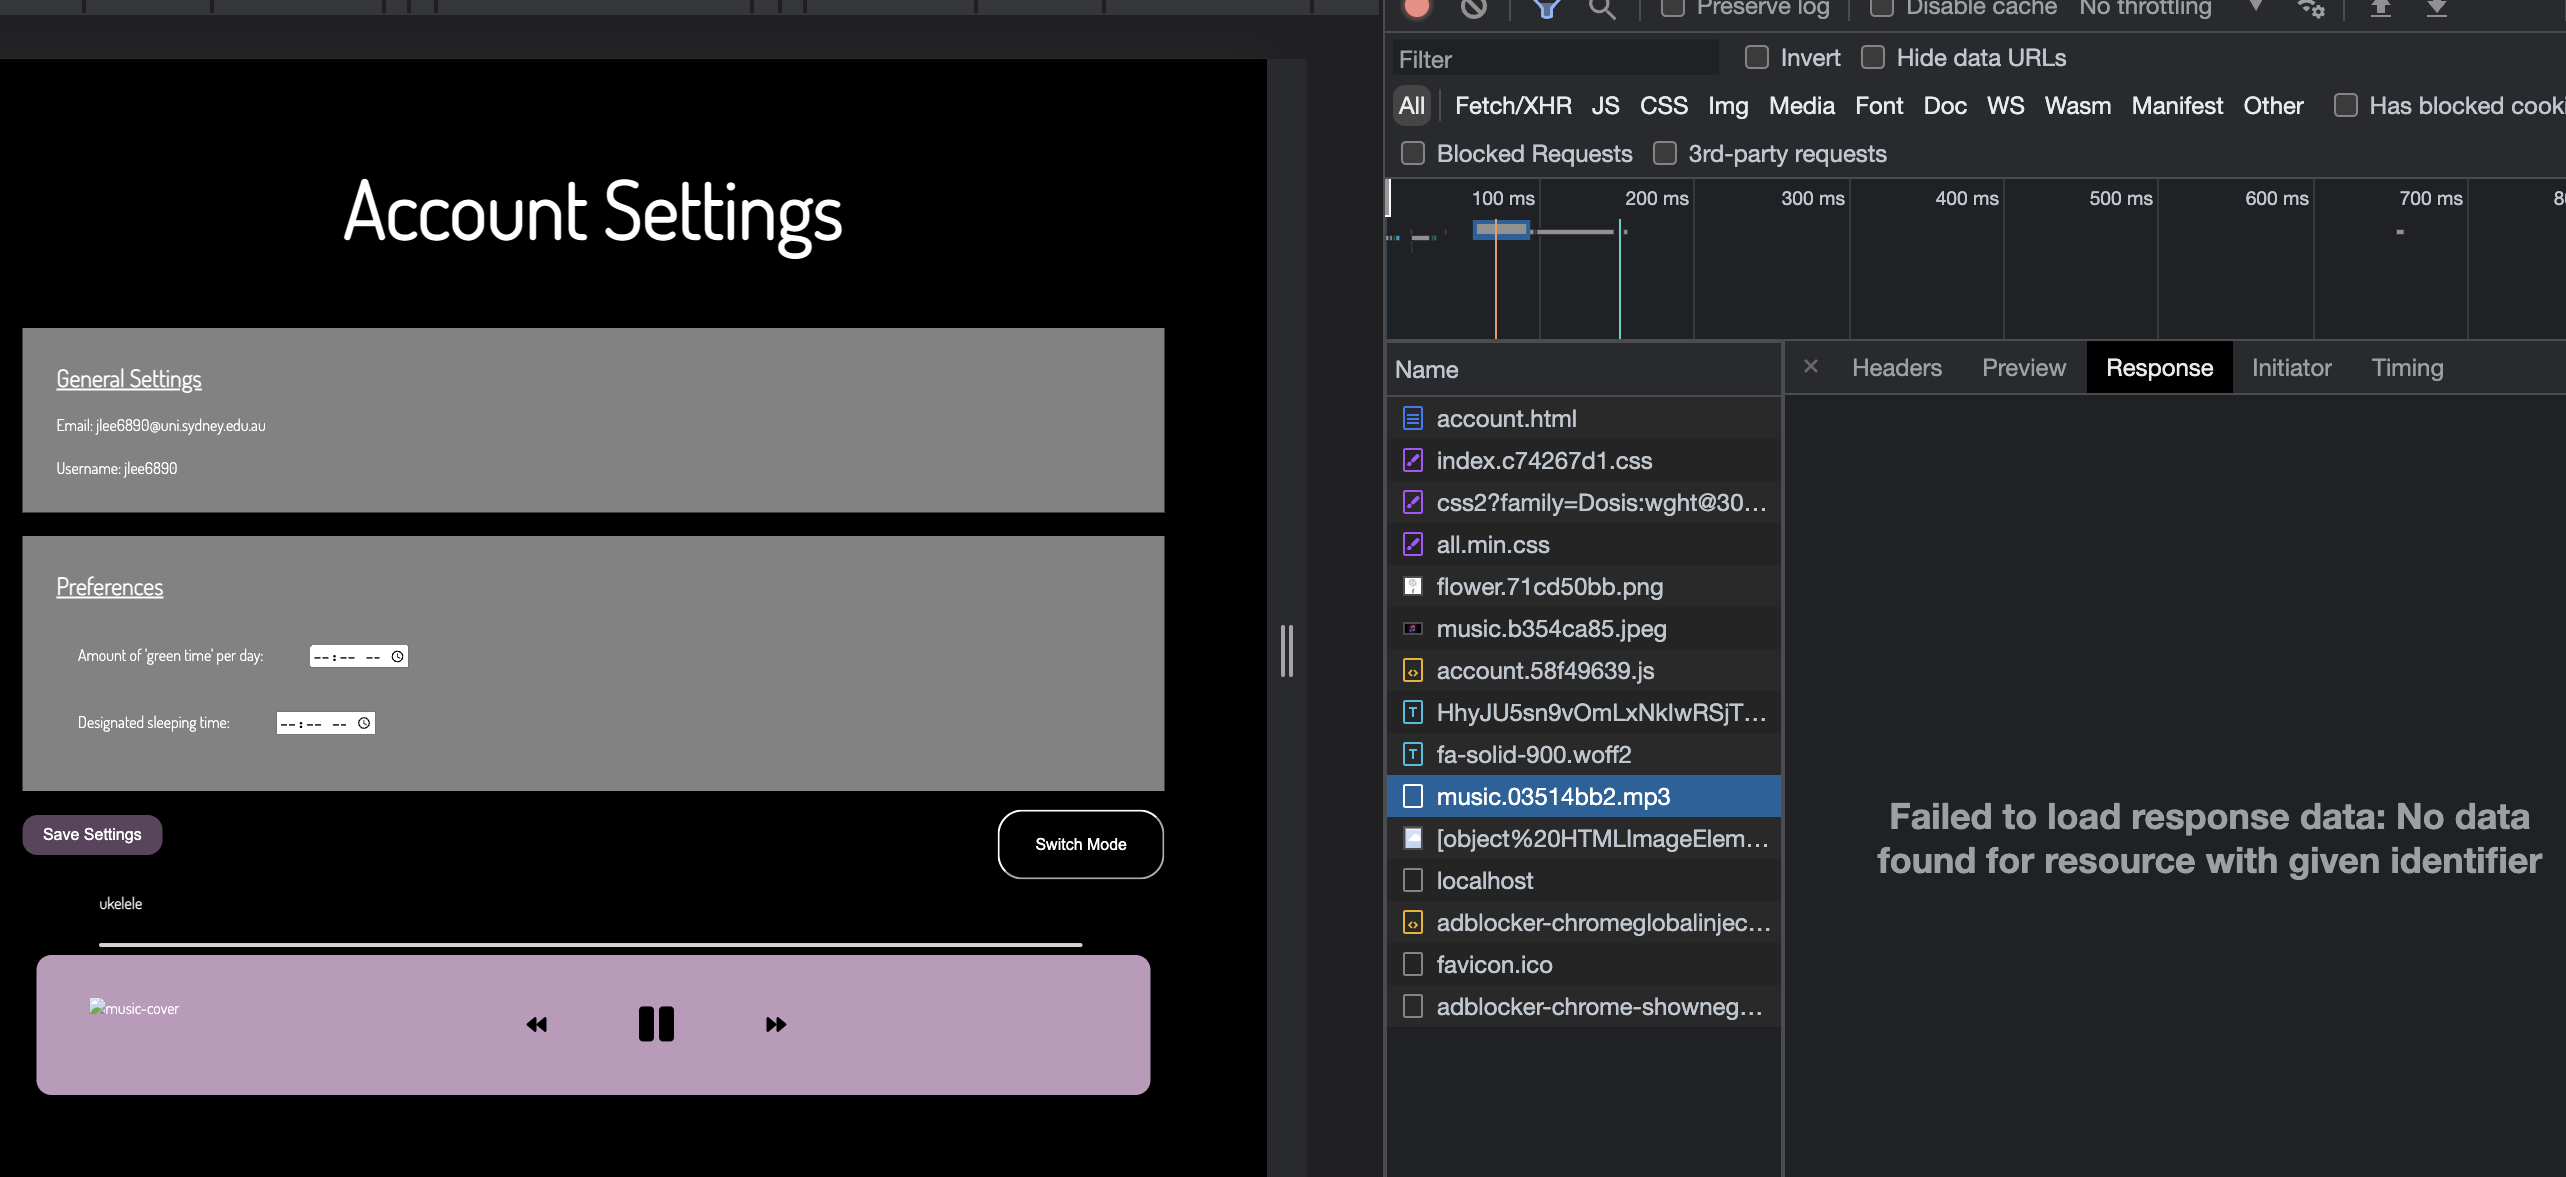 Preserve log
Disable cache
No throttling
Filter
Invert
Hide data URLs
All
Fetch/XHR
JS
CSS
Img
Media
Font
Doc
WS
Wasm
Manifest
Other
Has blocked cooki
Blocked Requests
3rd-party requests
100 ms
200 ms
300 ms
400 ms
500 ms
600 ms
700 ms
80
Account Settings
General Settings
Email: jlee6890@uni.sydney.edu.au
Username: jlee6890
Preferences
Amount of 'green time' per day:
--:-- --
Designated sleeping time:
--:-- --
Save Settings
Switch Mode
ukelele
music-cover
Name
account.html
index.c74267d1.css
css2?family=Dosis:wght@30...
all.min.css
flower.71cd50bb.png
music.b354ca85.jpeg
account.58f49639.js
HhyJU5sn9vOmLxNkIwRSjT...
fa-solid-900.woff2
music.03514bb2.mp3
[object%20HTMLImageElem...
localhost
adblocker-chromeglobalinjec...
favicon.ico
adblocker-chrome-showneg...
Headers
Preview
Response
Initiator
Timing
Failed to load response data: No data
found for resource with given identifier